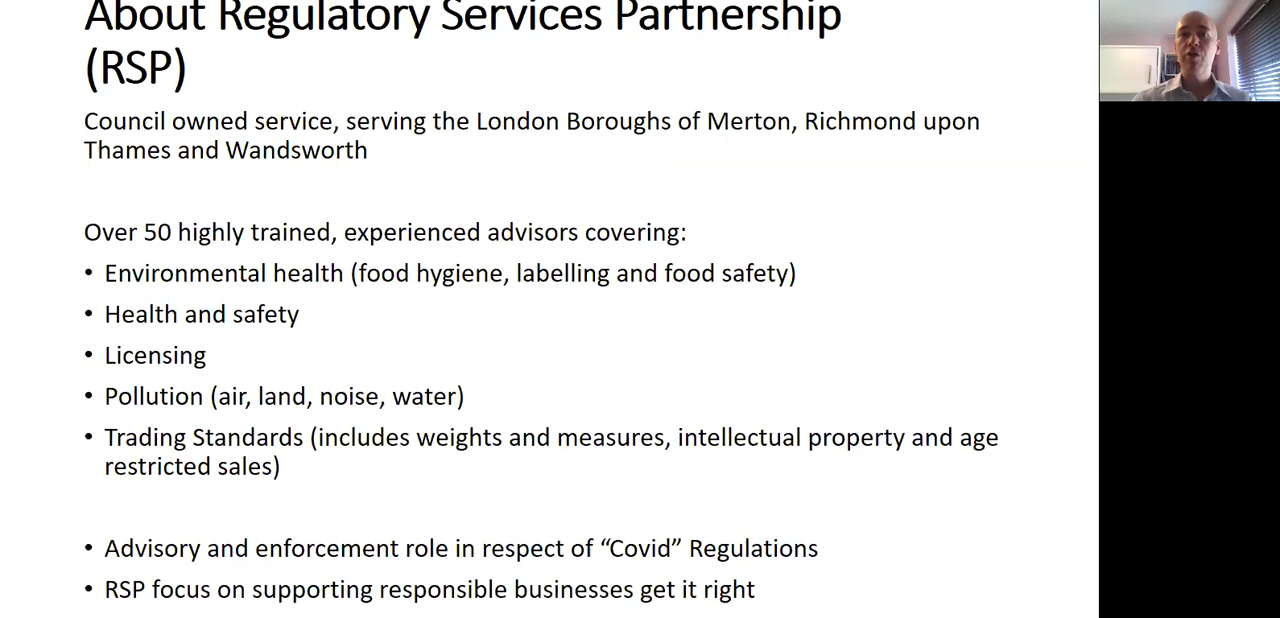 About Regulatory Services Partnership
(RSP)
Council owned service, serving the London Boroughs of Merton, Richmond upon
Thames and Wandsworth
Over 50 highly trained, experienced advisors covering:
• Environmental health (food hygiene, labelling and food safety)
• Health and safety
• Licensing
• Pollution (air, land, noise, water)
• Trading Standards (includes weights and measures, intellectual property and age
restricted sales)
• Advisory and enforcement role in respect of “Covid” Regulations
• RSP focus on supporting responsible businesses get it right